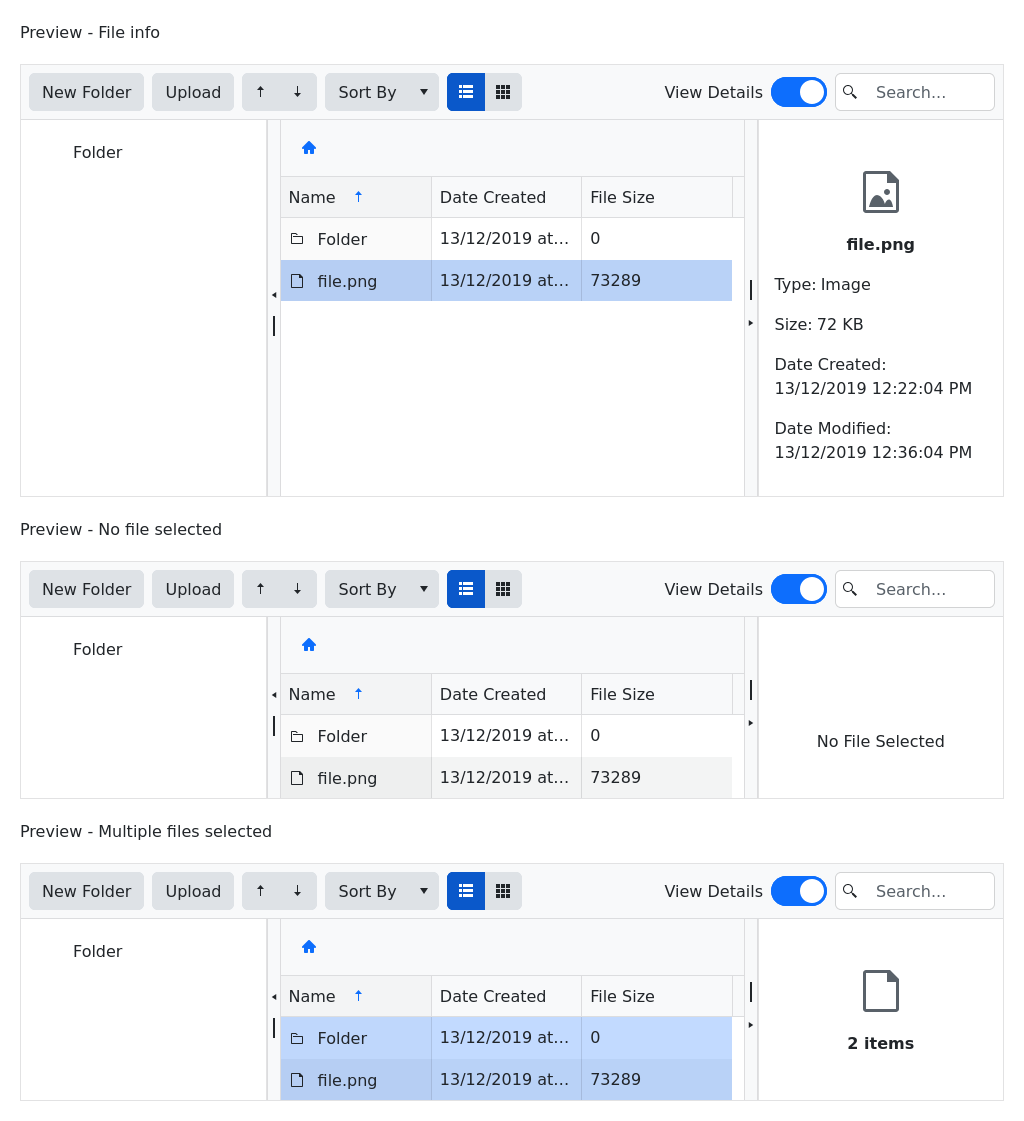 Preview - File info
New Folder Upload Sort By View Details Search...
Folder
Name Date Created File Size
Folder 13/12/2019 at... 0
file.png 13/12/2019 at... 73289
file.png
Type: Image
Size: 72 KB
Date Created:
13/12/2019 12:22:04 PM
Date Modified:
13/12/2019 12:36:04 PM
Preview - No file selected
New Folder Upload Sort By View Details Search...
Folder
Name Date Created File Size
Folder 13/12/2019 at... 0
file.png 13/12/2019 at... 73289
No File Selected
Preview - Multiple files selected
New Folder Upload Sort By View Details Search...
Folder
Name Date Created File Size
Folder 13/12/2019 at... 0
file.png 13/12/2019 at... 73289
2 items